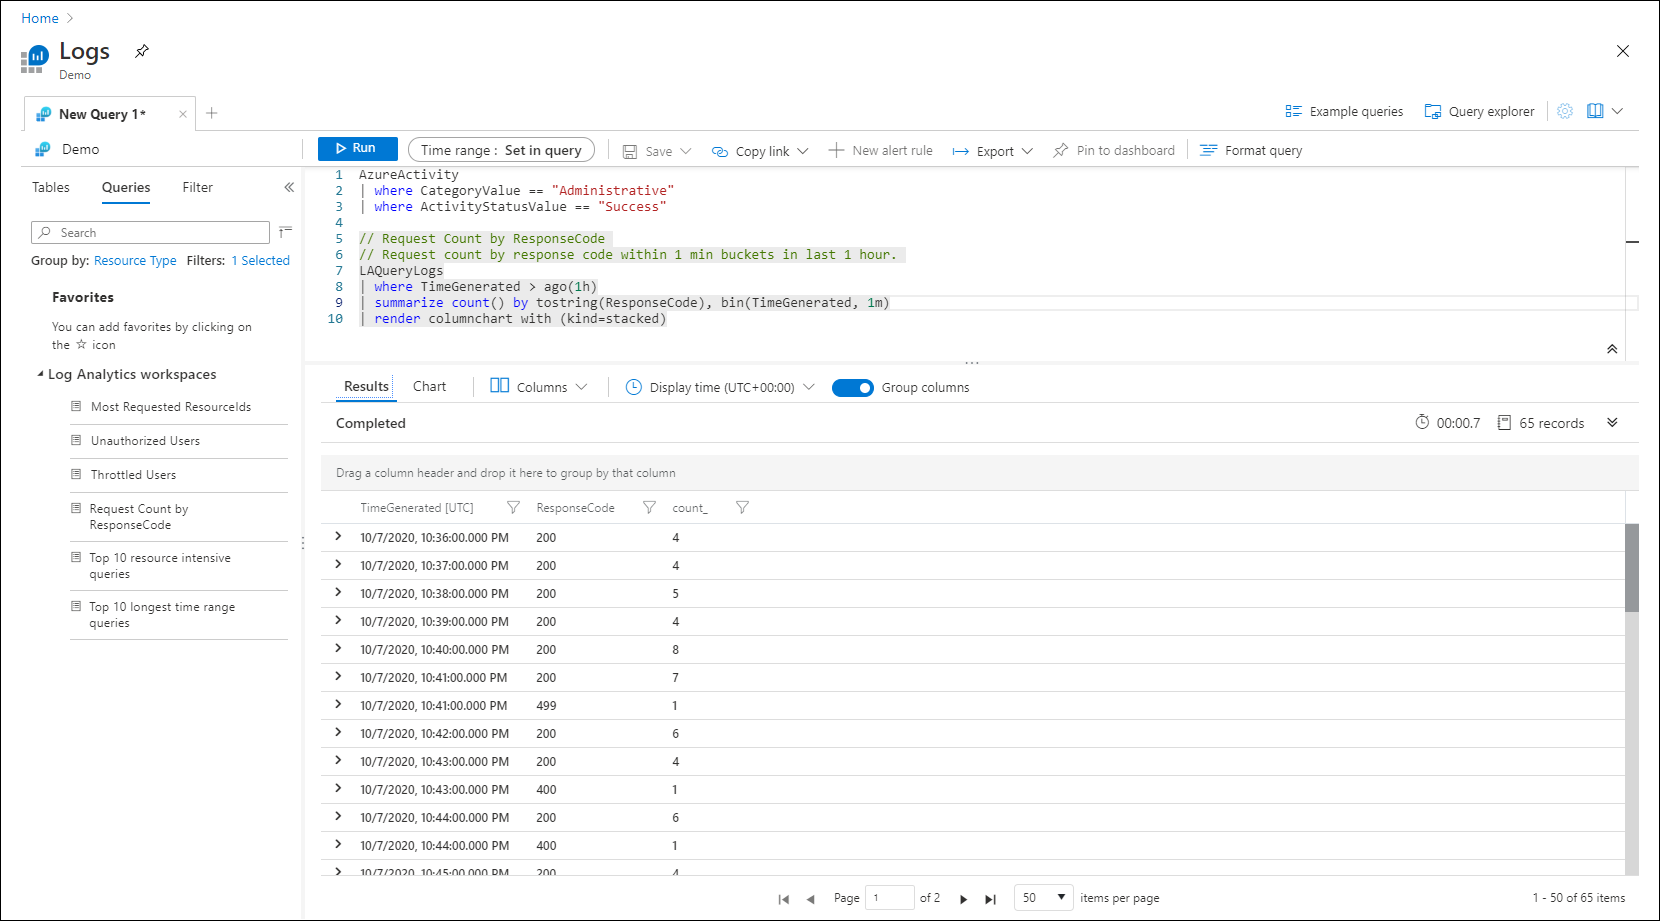 Home
Logs
Demo
New Query 1*
Example queries
Query explorer
Demo
Run
Time range : Set in query
Save
Copy link
New alert rule
Export
Pin to dashboard
Format query
Tables
Queries
Filter
Search
Group by: Resource Type Filters: 1 Selected
Favorites
You can add favorites by clicking on
the ☆ icon
Log Analytics workspaces
Most Requested ResourceIds
Unauthorized Users
Throttled Users
Request Count by
ResponseCode
Top 10 resource intensive
queries
Top 10 longest time range
queries
1 AzureActivity
2 | where CategoryValue == "Administrative"
3 | where ActivityStatusValue == "Success"
4
5 // Request Count by ResponseCode
6 // Request count by response code within 1 min buckets in last 1 hour.
7 LAQueryLogs
8 | where TimeGenerated > ago(1h)
9 | summarize count() by tostring(ResponseCode), bin(TimeGenerated, 1m)
10 | render columnchart with (kind=stacked)
Results
Chart
Columns
Display time (UTC+00:00)
Group columns
Completed
00:00.7
65 records
Drag a column header and drop it here to group by that column
TimeGenerated [UTC] ResponseCode count_
10/7/2020, 10:36:00.000 PM 200 4
10/7/2020, 10:37:00.000 PM 200 4
10/7/2020, 10:38:00.000 PM 200 5
10/7/2020, 10:39:00.000 PM 200 4
10/7/2020, 10:40:00.000 PM 200 8
10/7/2020, 10:41:00.000 PM 200 7
10/7/2020, 10:41:00.000 PM 499 1
10/7/2020, 10:42:00.000 PM 200 6
10/7/2020, 10:43:00.000 PM 200 4
10/7/2020, 10:43:00.000 PM 400 1
10/7/2020, 10:44:00.000 PM 200 6
10/7/2020, 10:44:00.000 PM 400 1
10/7/2020, 10:45:00.000 PM 200 4
Page 1 of 2
50 items per page
1 - 50 of 65 items